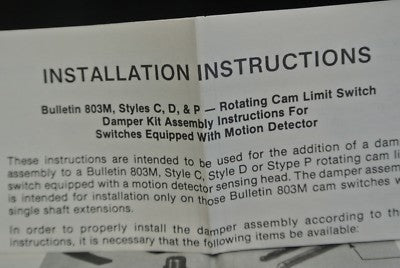 INSTALLATION INSTRUCTIONS
Bulletin 803M, Styles C, D, & P — Rotating Cam Limit Switch
Damper Kit Assembly Instructions For
Switches Equipped With Motion Detector
These instructions are intended to be used for the addition of a dam
assembly to a Bulletin 803M, Style C, Style D or Stype P rotating cam li
switch equipped with a motion detector sensing head. The damper assem
is intended for installation only on those Bulletin 803M cam switches w
single shaft extensions.
In order to properly install the damper assembly according to the
instructions, it is necessary that the following items be available: